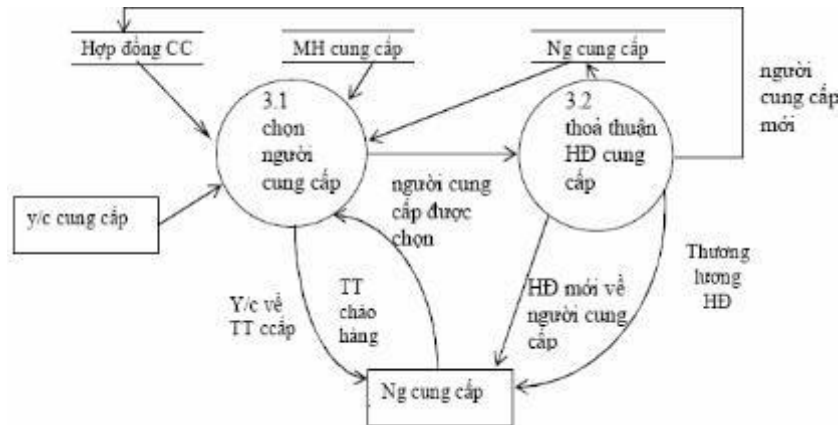 Hợp đồng CC
MH cung cấp
Ng cung cấp
người
cung cấp
mới
3.1
chọn
người
cung cấp
3.2
thoả thuận
HĐ cung
cấp
y/c cung cấp
người cung
cấp được
chọn
Y/c về
TT ccấp
TT
chào
hàng
HĐ mới về
người cung
cấp
Thương
lương
HĐ
Ng cung cấp